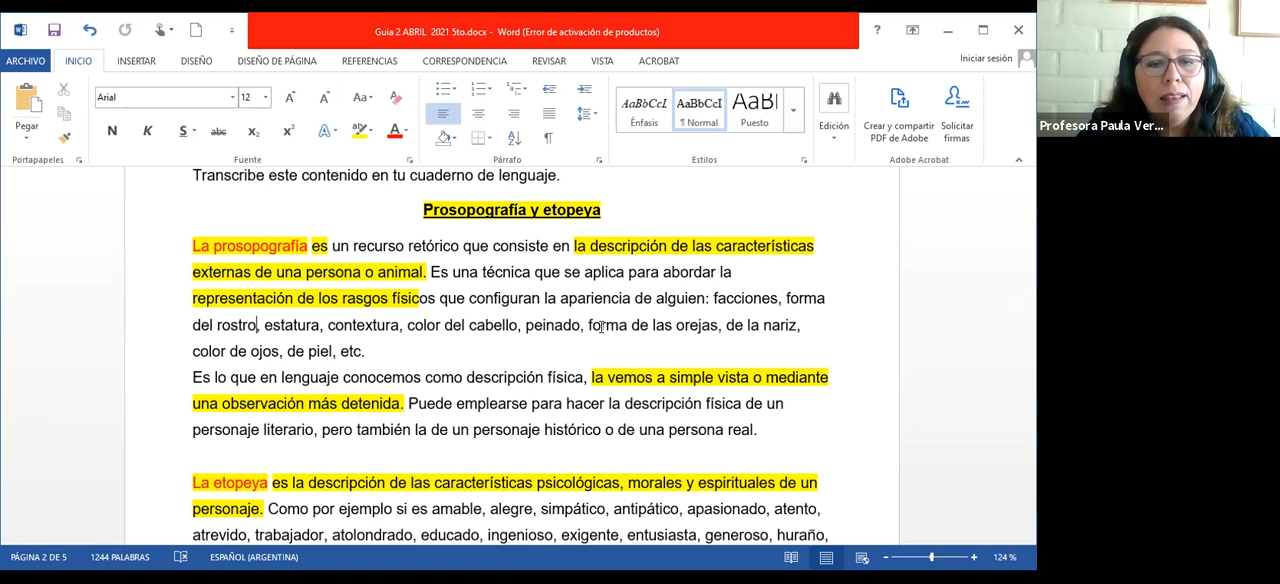 Guia 2 ABRIL 2021 5to.docx - Word (Error de activación de productos)
?
ARCHIVO INICIO INSERTAR DISEÑO DISEÑO DE PÁGINA REFERENCIAS CORRESPONDENCIA REVISAR VISTA ACROBAT
Iniciar sesión
Arial 12
Aa
AaBbCcL AaBbCcI AaBl
Pegar
N K S abc x₂ x² A A
Énfasis ¶ Normal Puesto
Edición
Crear y compartir PDF de Adobe
Solicitar firmas
Portapapeles Fuente Párrafo Estilos Adobe Acrobat
Profesora Paula Ver...
Transcribe este contenido en tu cuaderno de lenguaje.
Prosopografía y etopeya
La prosopografía es un recurso retórico que consiste en la descripción de las características
externas de una persona o animal. Es una técnica que se aplica para abordar la
representación de los rasgos físicos que configuran la apariencia de alguien: facciones, forma
del rostro, estatura, contextura, color del cabello, peinado, forma de las orejas, de la nariz,
color de ojos, de piel, etc.
Es lo que en lenguaje conocemos como descripción física, la vemos a simple vista o mediante
una observación más detenida. Puede emplearse para hacer la descripción física de un
personaje literario, pero también la de un personaje histórico o de una persona real.
La etopeya es la descripción de las características psicológicas, morales y espirituales de un
personaje. Como por ejemplo si es amable, alegre, simpático, antipático, apasionado, atento,
atrevido, trabajador, atolondrado, educado, ingenioso, exigente, entusiasta, generoso, huraño,
PÁGINA 2 DE 5 1244 PALABRAS ESPAÑOL (ARGENTINA) 124 %